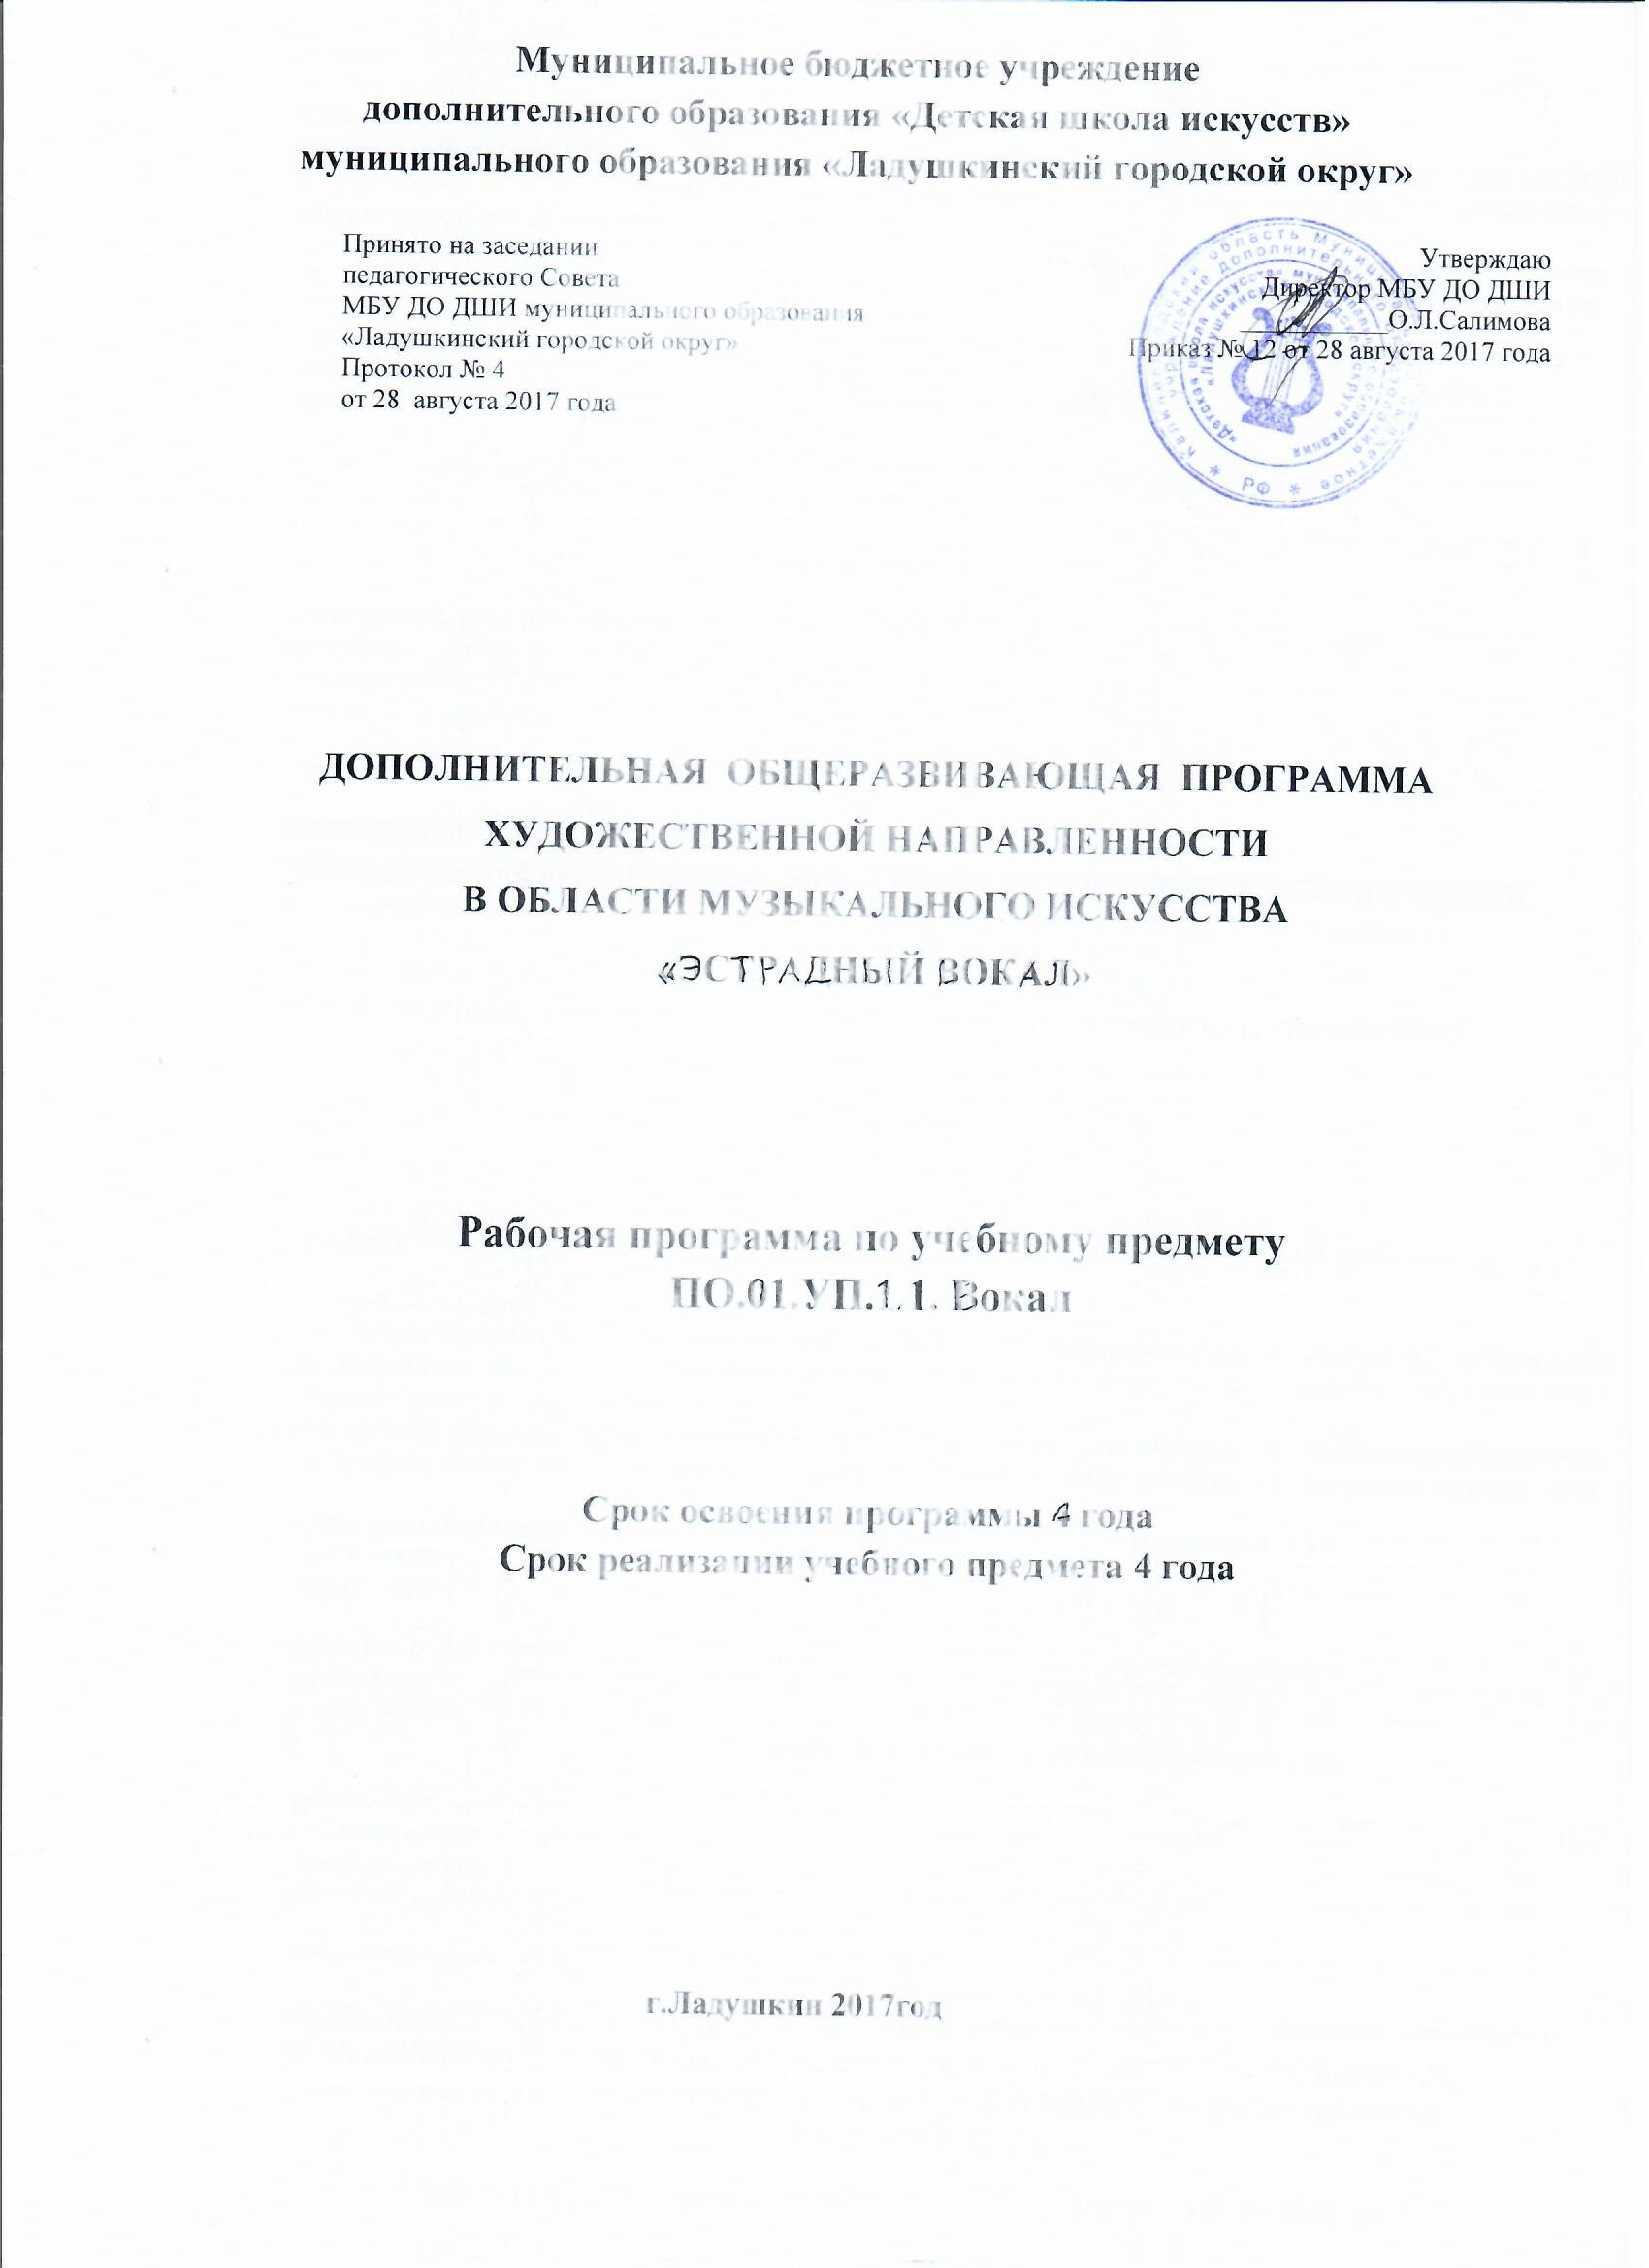 Муниципальное бюджетное учреждение
дополнительного образования «Детская школа искусств»
муниципального образования «Ладушкинский городской округ»
Принято на заседании
педагогического Совета
МБУ ДО ДШИ муниципального образования
«Ладушкинский городской округ»
Протокол № 4
от 28 августа 2017 года
Утверждаю
Директор МБУ ДО ДШИ
___________О.Л.Салимова
Приказ № 12 от 28 августа 2017 года
РФ
ДОПОЛНИТЕЛЬНАЯ ОБЩЕРАЗВИВАЮЩАЯ ПРОГРАММА
ХУДОЖЕСТВЕННОЙ НАПРАВЛЕННОСТИ
В ОБЛАСТИ МУЗЫКАЛЬНОГО ИСКУССТВА
«ЭСТРАДНЫЙ ВОКАЛ»
Рабочая программа по учебному предмету
ПО.01.УП.1.1. Вокал
Срок освоения программы 4 года
Срок реализации учебного предмета 4 года
г.Ладушкин 2017год